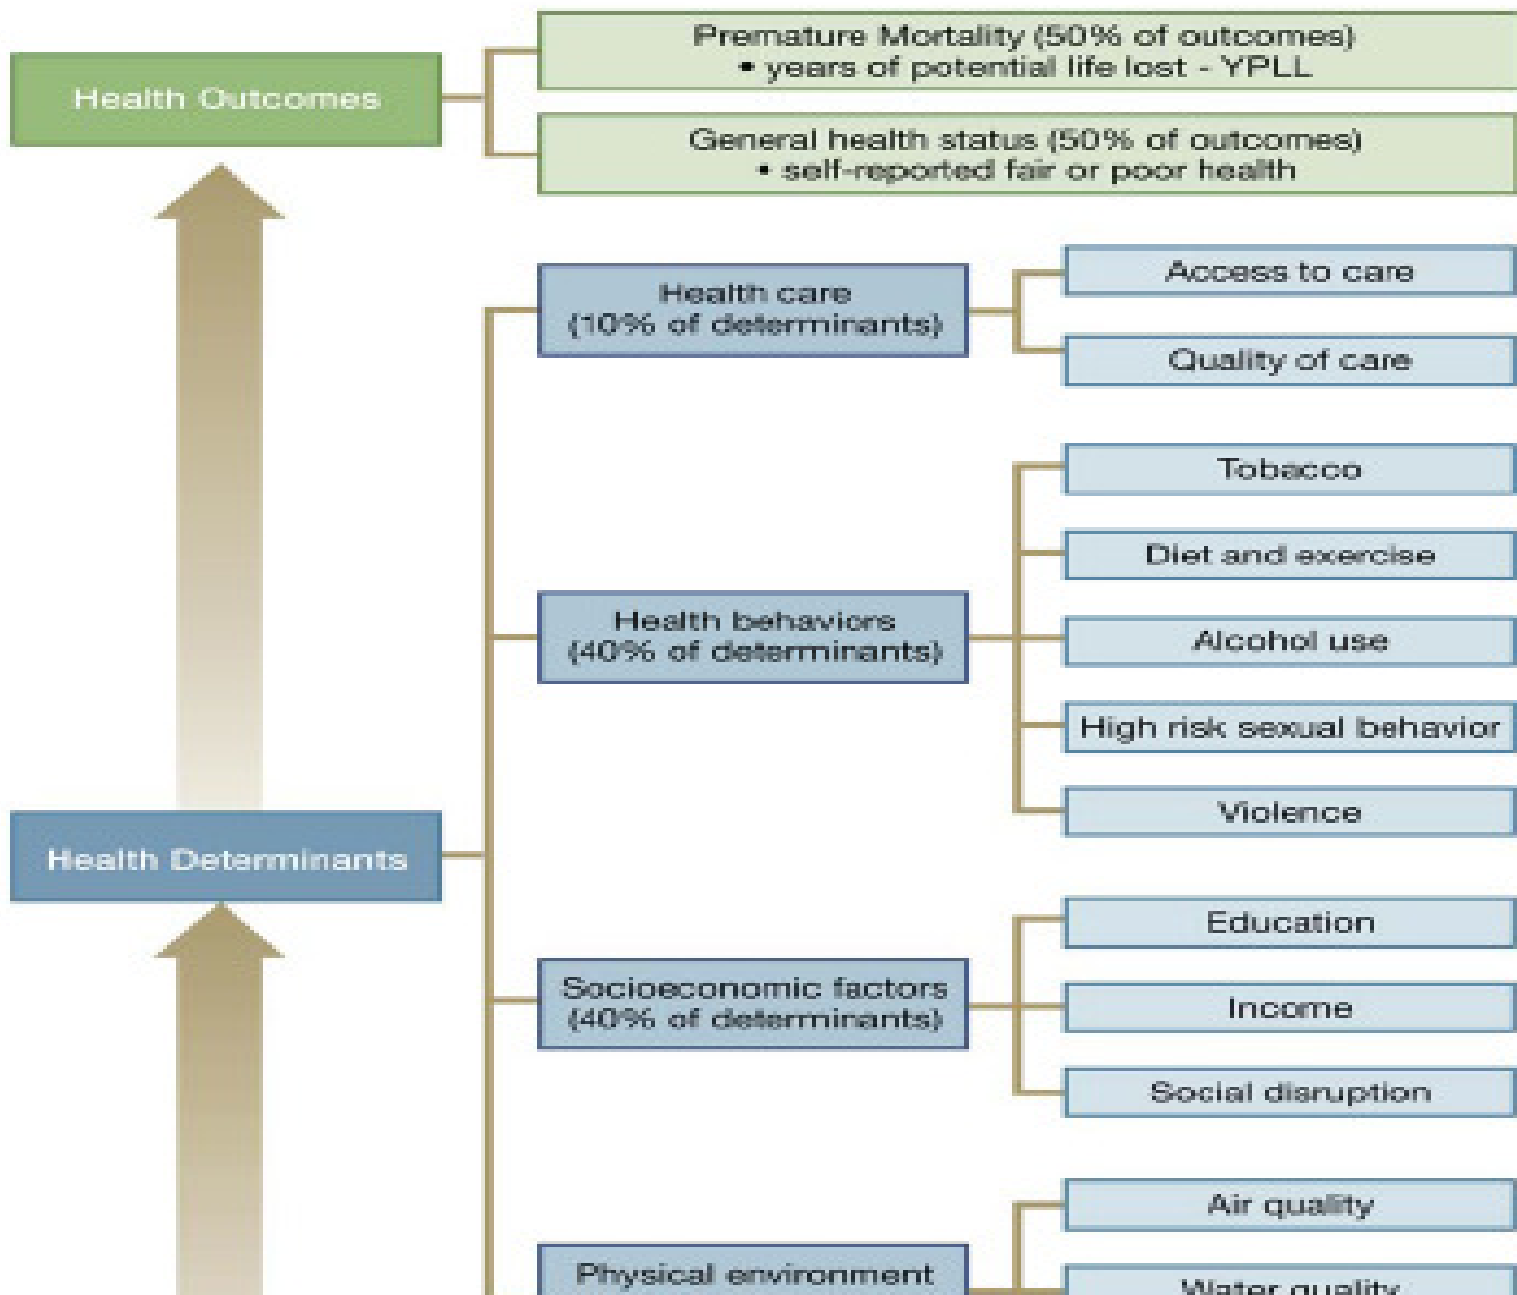 Health Outcomes
Premature Mortality (50% of outcomes)
• years of potential life lost - YPLL
General health status (50% of outcomes)
• self-reported fair or poor health
Health care
(10% of determinants)
Access to care
Quality of care
Health behaviors
(40% of determinants)
Tobacco
Diet and exercise
Alcohol use
High risk sexual behavior
Violence
Health Determinants
Socioeconomic factors
(40% of determinants)
Education
Income
Social disruption
Physical environment
Air quality
Water quality